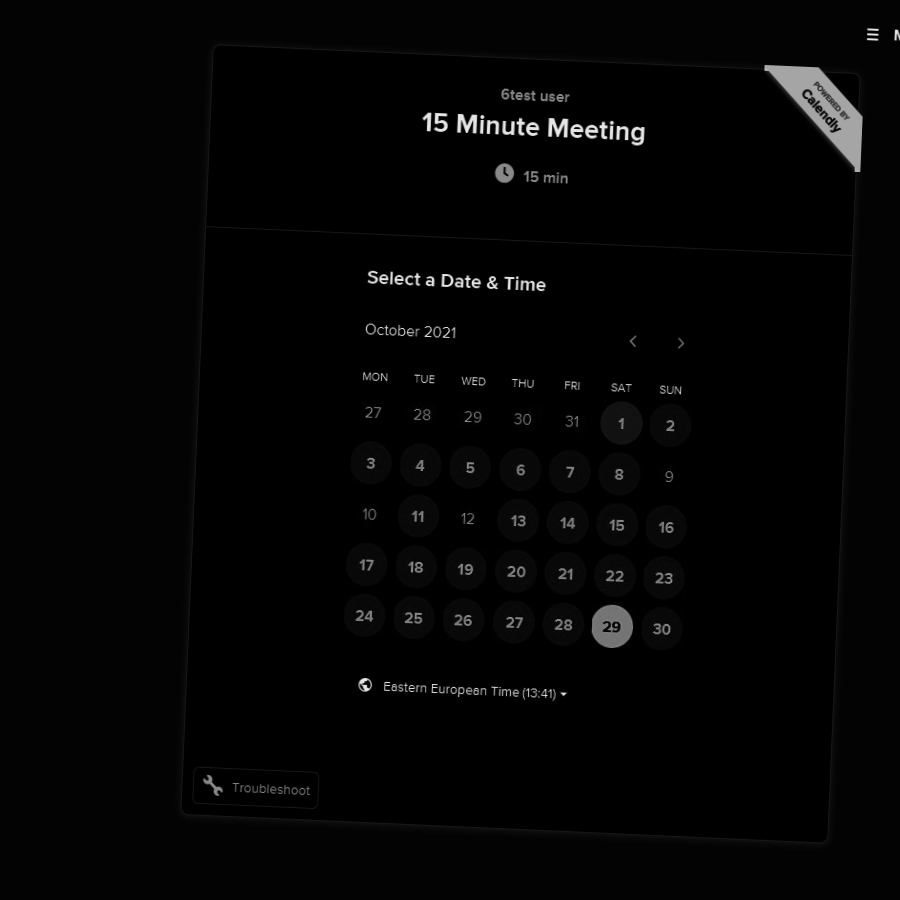 6test user
15 Minute Meeting
15 min
POWERED BY
Calendly
Select a Date & Time
October 2021
MON TUE WED THU FRI SAT SUN
27 28 29 30 31 1 2
3 4 5 6 7 8 9
10 11 12 13 14 15 16
17 18 19 20 21 22 23
24 25 26 27 28 29 30
Eastern European Time (13:41)
Troubleshoot